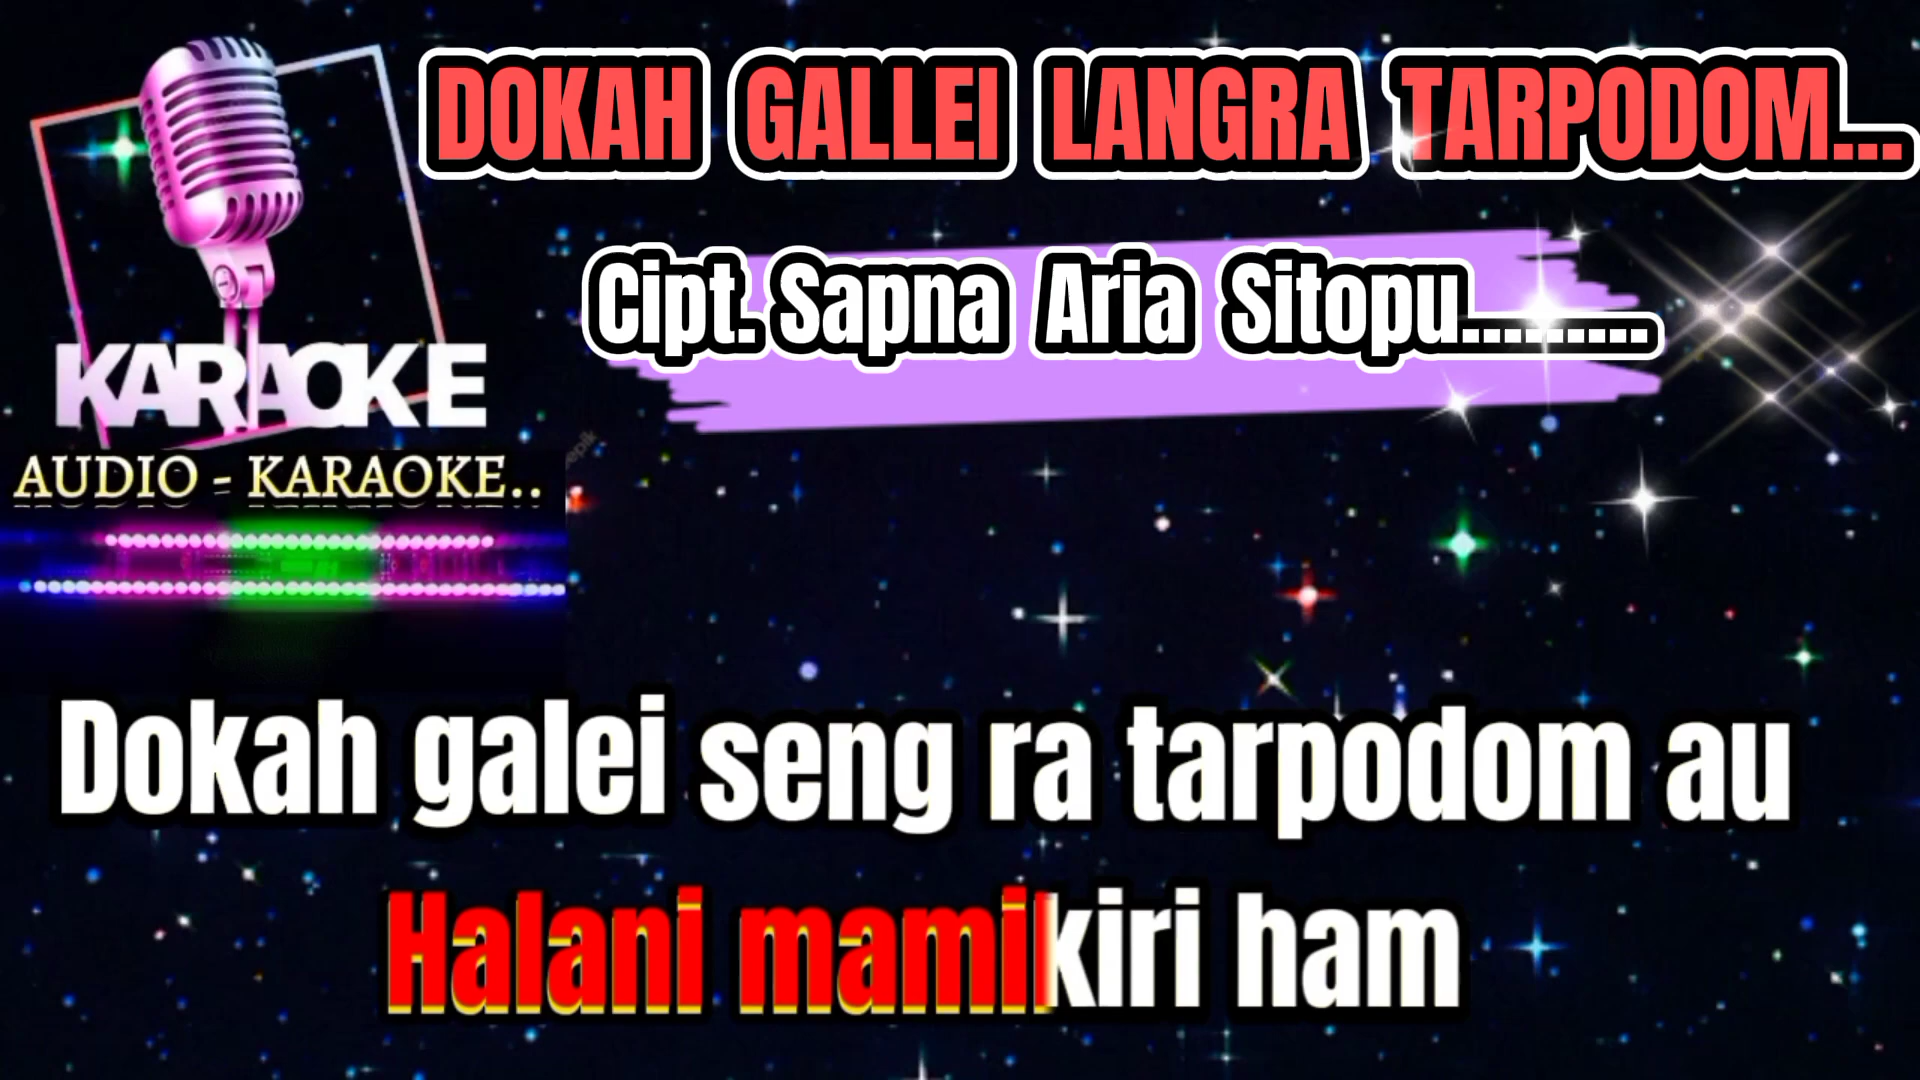 DOKAH GALLEI LANGRA TARPODOM...
Cipt. Sapna Aria Sitopu.........
KARAOKE
AUDIO - KARAOKE..
Dokah galei seng ra tarpodom au
Halani mamikiri ham